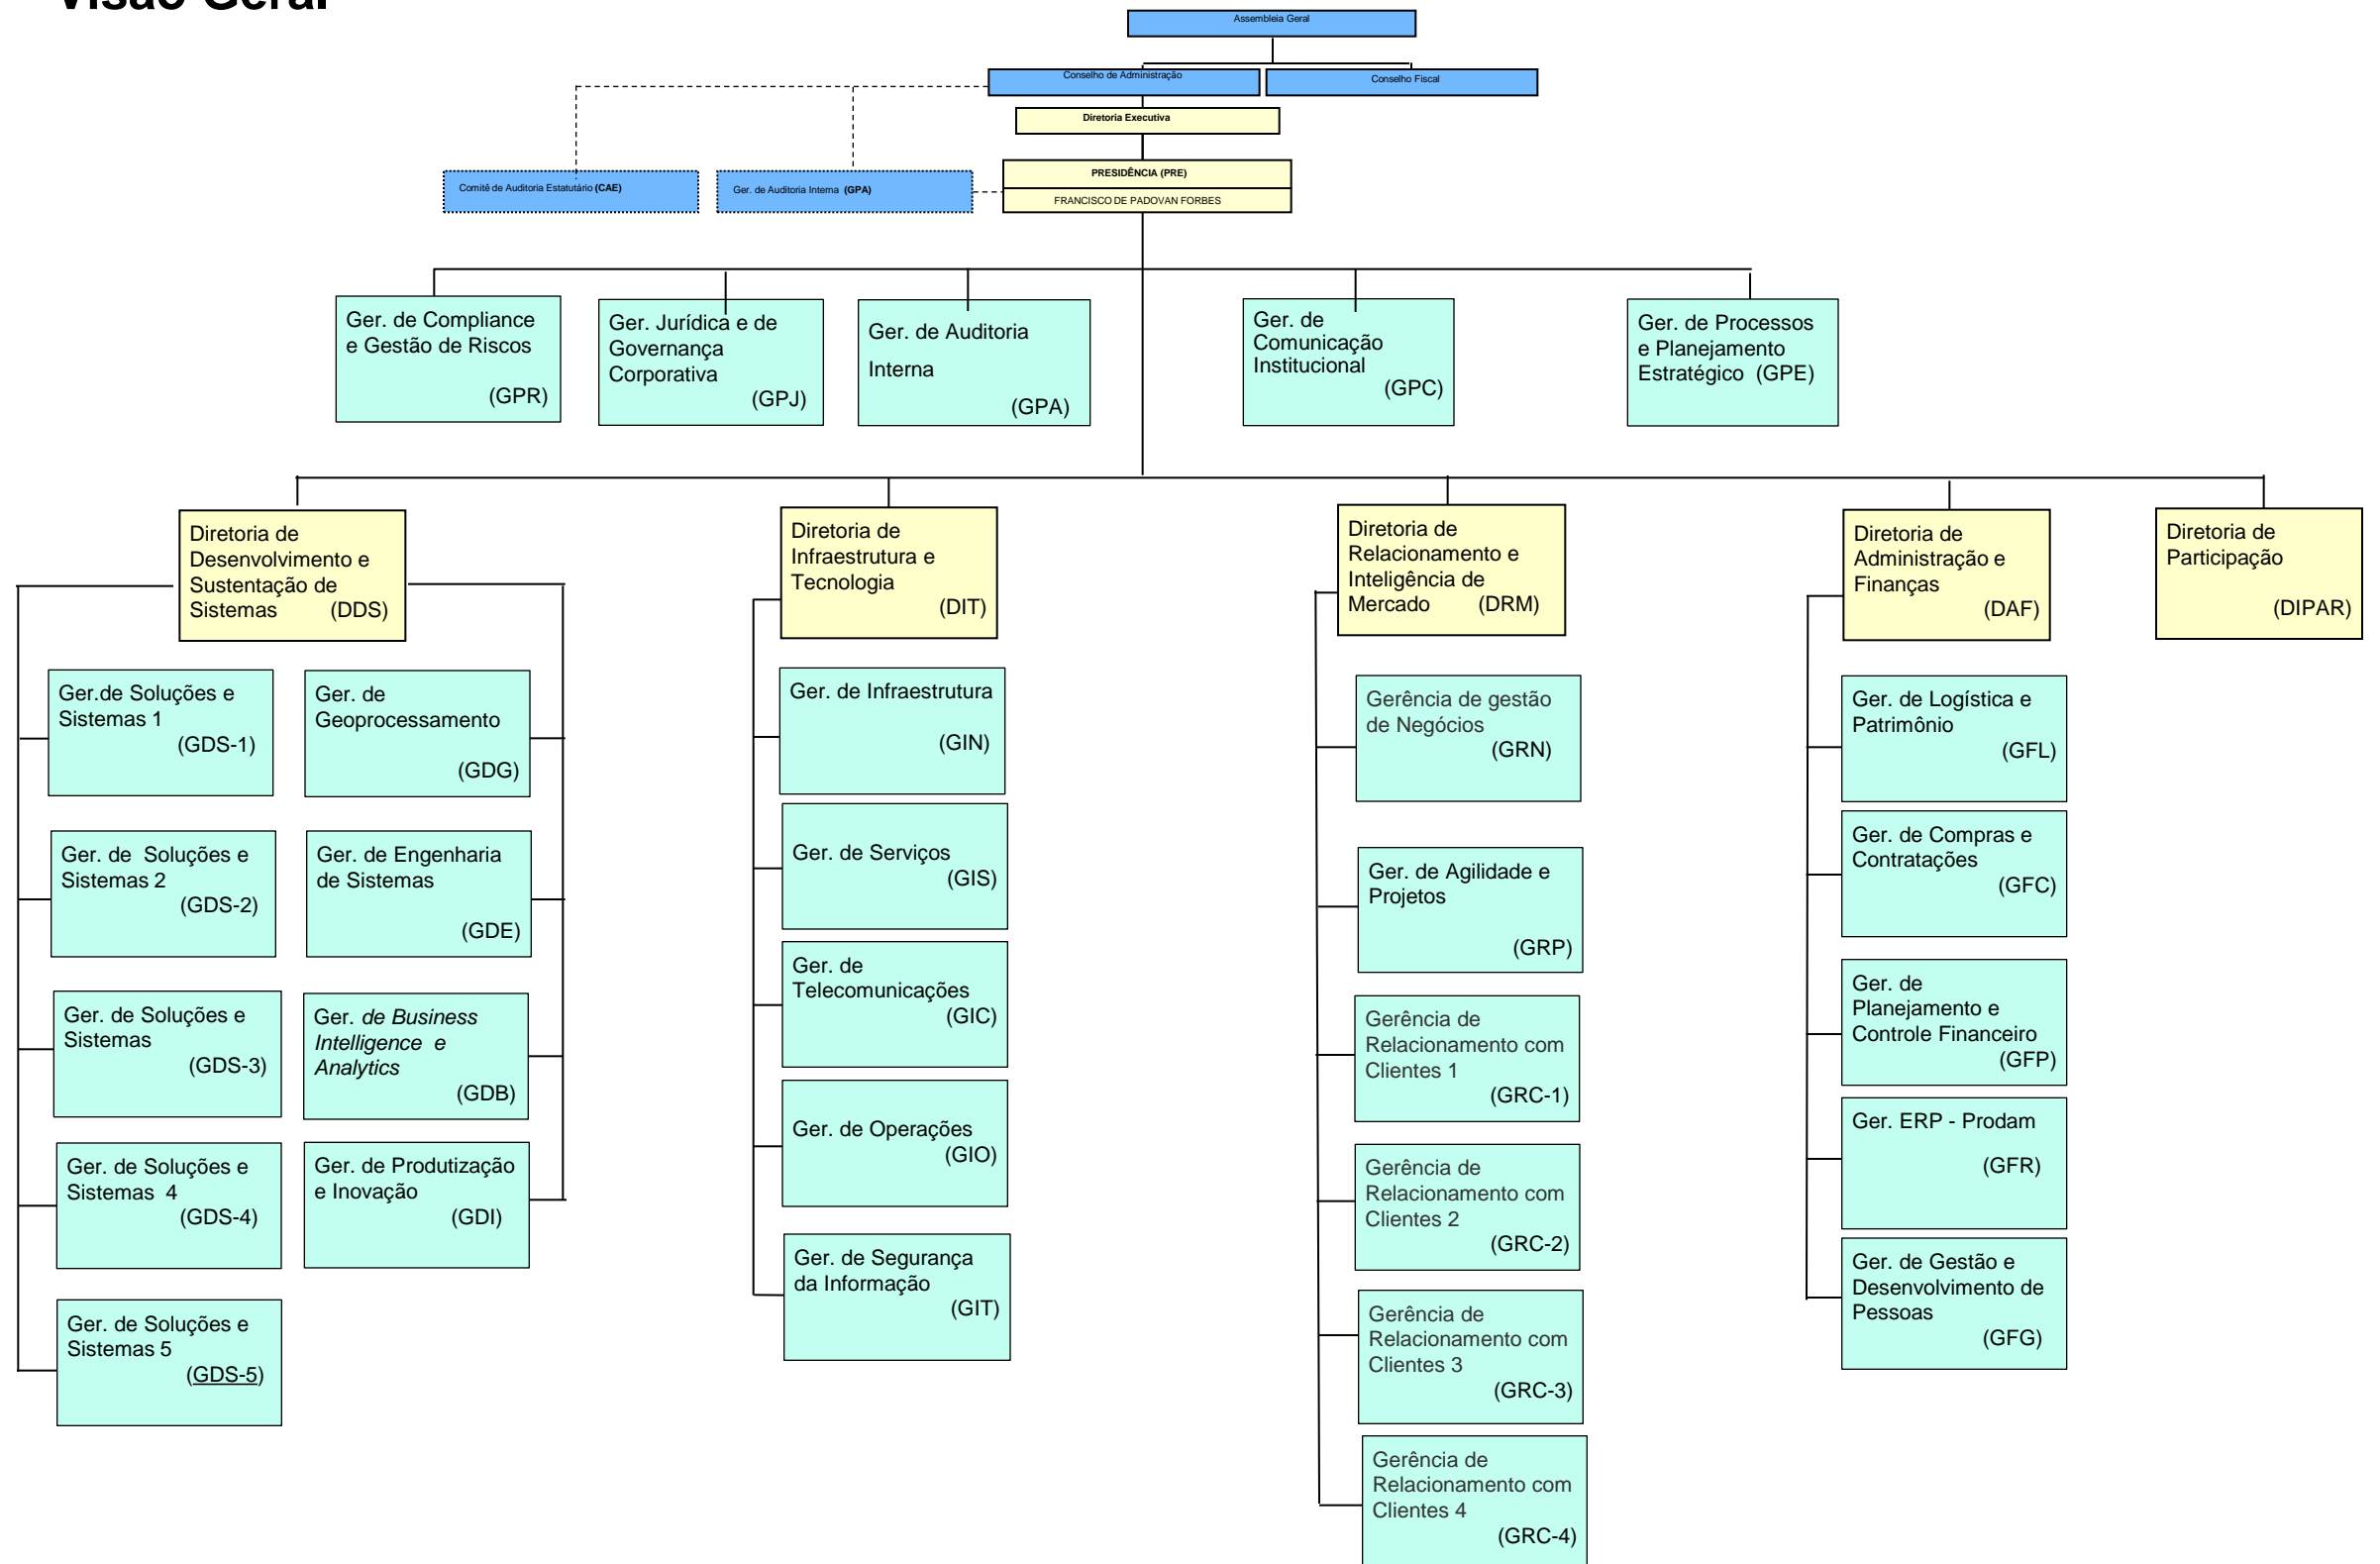 Visão Geral
Assembleia Geral
Conselho de Administração
Conselho Fiscal
Diretoria Executiva
Comitê de Auditoria Estatutário (CAE)
Ger. de Auditoria Interna (GPA)
PRESIDÊNCIA (PRE)
FRANCISCO DE PADOVAN FORBES
Ger. de Compliance
e Gestão de Riscos
(GPR)
Ger. Jurídica e de
Governança
Corporativa
(GPJ)
Ger. de Auditoria
Interna
(GPA)
Ger. de
Comunicação
Institucional
(GPC)
Ger. de Processos
e Planejamento
Estratégico (GPE)
Diretoria de
Desenvolvimento e
Sustentação de
Sistemas (DDS)
Diretoria de
Infraestrutura e
Tecnologia
(DIT)
Diretoria de
Relacionamento e
Inteligência de
Mercado (DRM)
Diretoria de
Administração e
Finanças
(DAF)
Diretoria de
Participação
(DIPAR)
Ger.de Soluções e
Sistemas 1
(GDS-1)
Ger. de Soluções e
Sistemas 2
(GDS-2)
Ger. de Soluções e
Sistemas
(GDS-3)
Ger. de Soluções e
Sistemas 4
(GDS-4)
Ger. de Soluções e
Sistemas 5
(GDS-5)
Ger. de
Geoprocessamento
(GDG)
Ger. de Engenharia
de Sistemas
(GDE)
Ger. de Business
Intelligence e
Analytics
(GDB)
Ger. de Produtização
e Inovação
(GDI)
Ger. de Infraestrutura
(GIN)
Ger. de Serviços
(GIS)
Ger. de
Telecomunicações
(GIC)
Ger. de Operações
(GIO)
Ger. de Segurança
da Informação
(GIT)
Gerência de gestão
de Negócios
(GRN)
Ger. de Agilidade e
Projetos
(GRP)
Gerência de
Relacionamento com
Clientes 1
(GRC-1)
Gerência de
Relacionamento com
Clientes 2
(GRC-2)
Gerência de
Relacionamento com
Clientes 3
(GRC-3)
Gerência de
Relacionamento com
Clientes 4
(GRC-4)
Ger. de Logística e
Patrimônio
(GFL)
Ger. de Compras e
Contratações
(GFC)
Ger. de
Planejamento e
Controle Financeiro
(GFP)
Ger. ERP - Prodam
(GFR)
Ger. de Gestão e
Desenvolvimento de
Pessoas
(GFG)